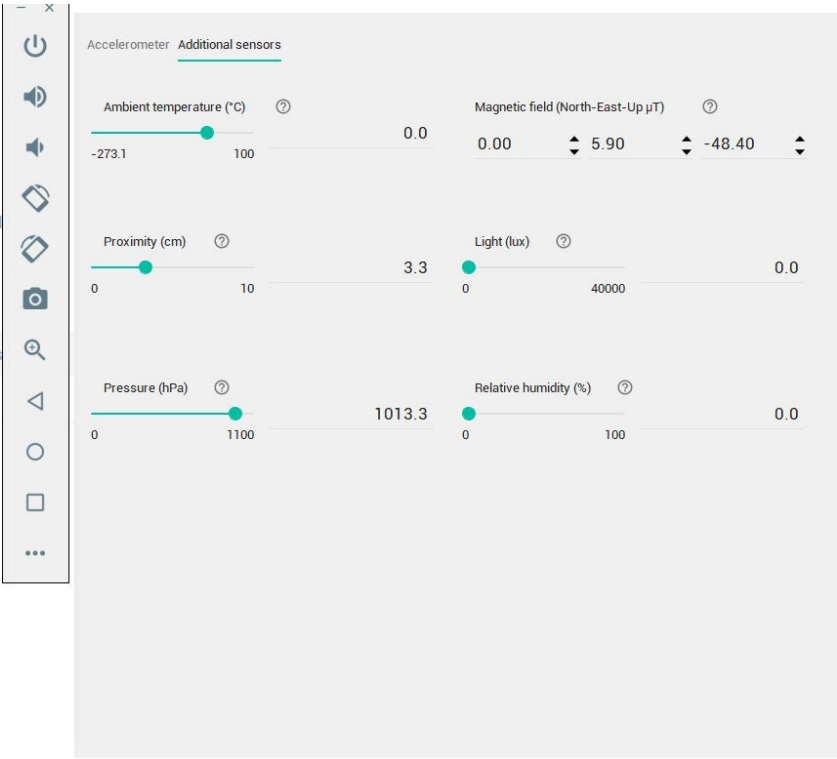 Accelerometer Additional sensors
Ambient temperature (°C)
0.0
-273.1 100
Magnetic field (North-East-Up µT)
0.00 5.90 -48.40
Proximity (cm)
3.3
0 10
Light (lux)
0.0
0 40000
Pressure (hPa)
1013.3
0 1100
Relative humidity (%)
0.0
0 100